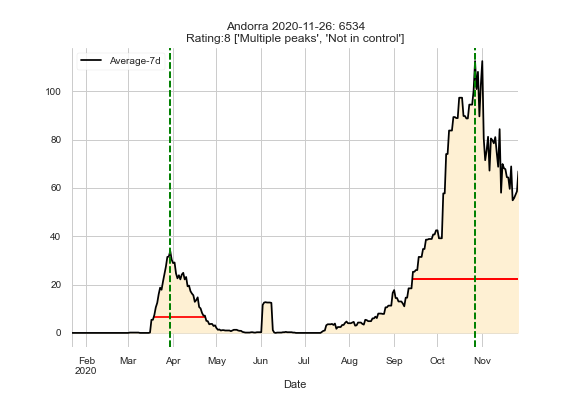 Andorra 2020-11-26: 6534
Rating:8 ['Multiple peaks', 'Not in control']
Average-7d
100
80
60
40
20
0
Feb Mar Apr May Jun Jul Aug Sep Oct Nov
2020
Date